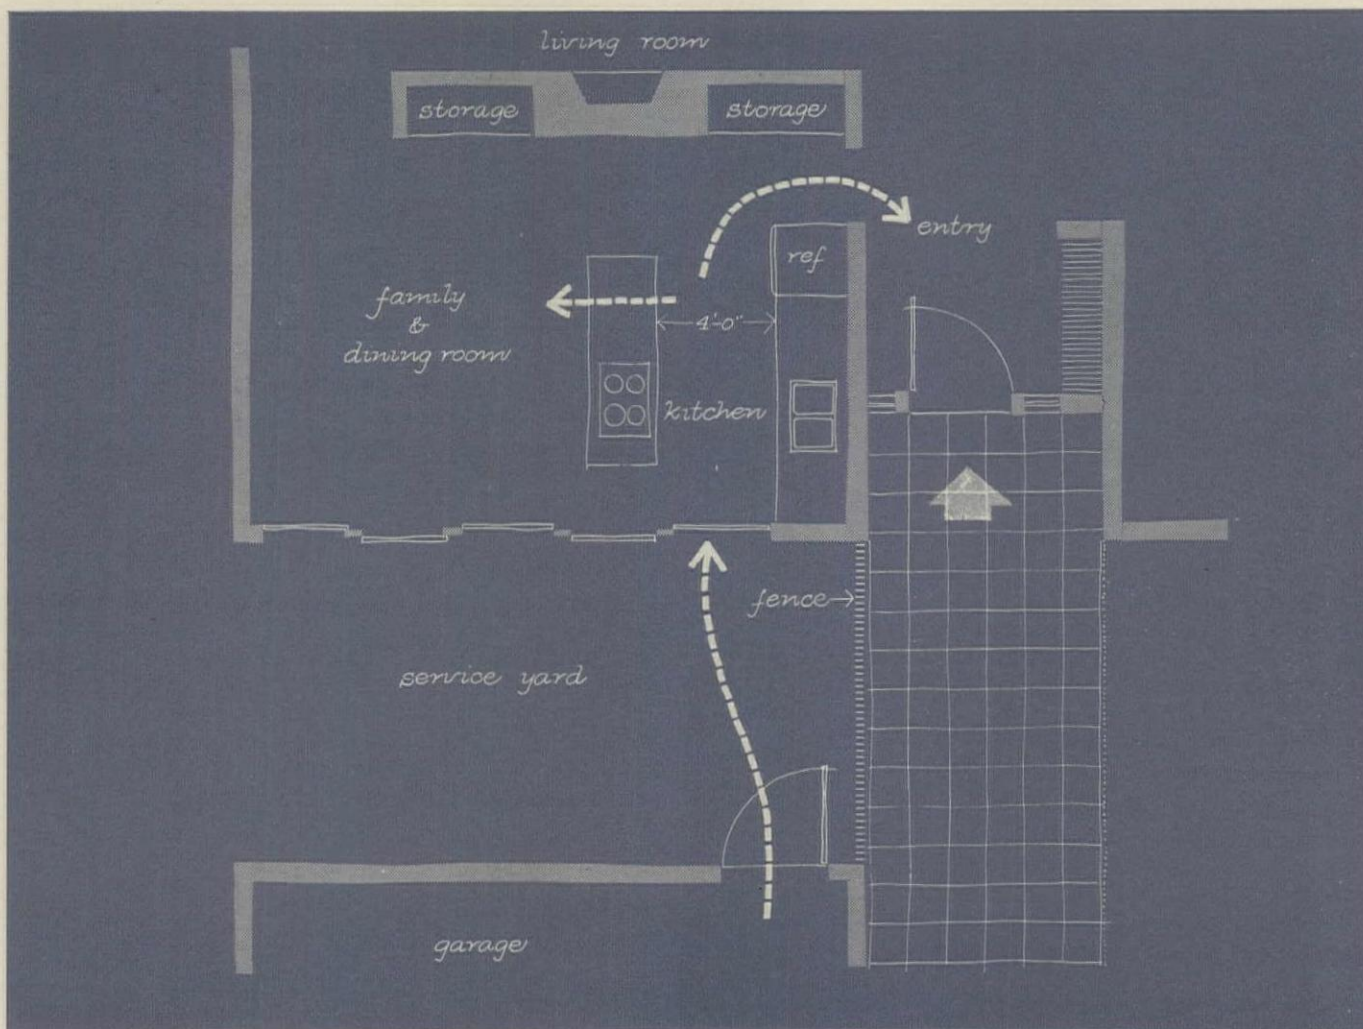 living room
storage
storage
entry
ref
family
&
dining room
4'-0"
kitchen
fence
service yard
garage